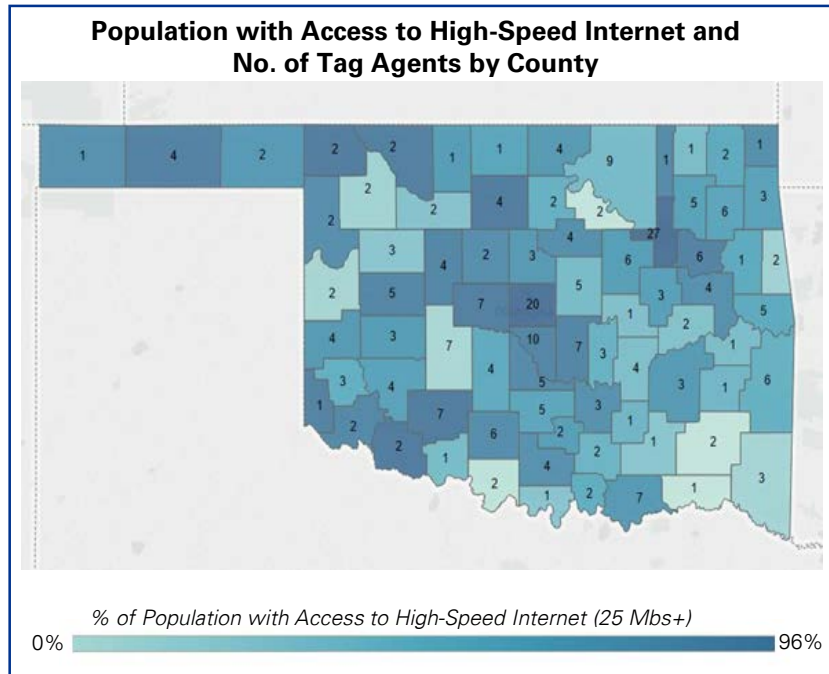 Population with Access to High-Speed Internet and
No. of Tag Agents by County
1 4 2 2 2 1 1 4 9 1 1 2 1
2 2 2 4 2 2 5 6 3
3 4 2 3 4 6 27 6 1 2
2 5 7 20 5 3 4 5
4 3 7 4 10 7 3 1 2 1
3 4 4 3 1 6
1 2 7 5 5 3 1
2 6 2 2 1 1 2
1 2 4 1 2 7 1 3
% of Population with Access to High-Speed Internet (25 Mbs+)
0% 96%